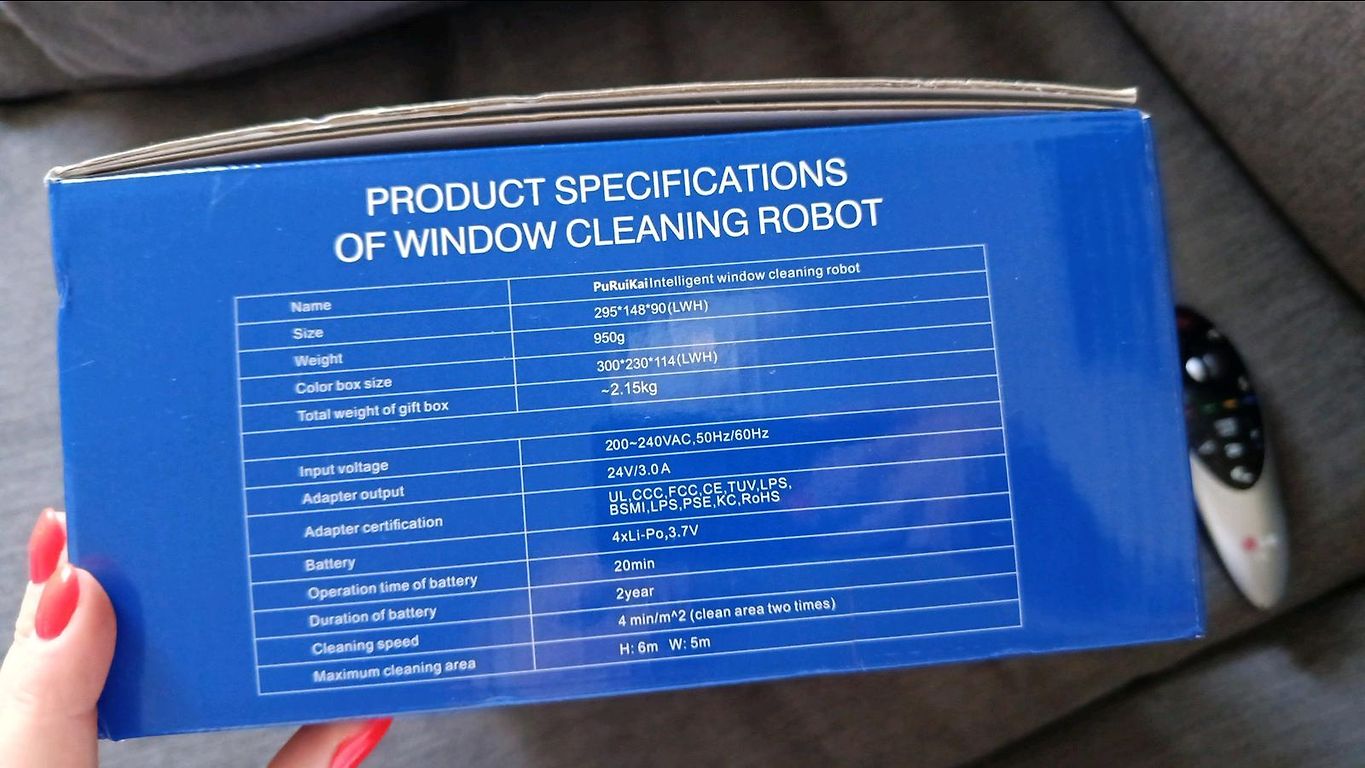 PRODUCT SPECIFICATIONS
OF WINDOW CLEANING ROBOT
Name PuRuiKai Intelligent window cleaning robot
Size 295*148*90(LWH)
Weight 950g
Color box size 300*230*114(LWH)
Total weight of gift box ~2.15kg
Input voltage 200~240VAC,50Hz/60Hz
Adapter output 24V/3.0A
Adapter certification UL,CCC,FCC,CE,TUV,LPS,
BSMI,LPS,PSE,KC,RoHS
Battery 4xLi-Po,3.7V
Operation time of battery 20min
Duration of battery 2year
Cleaning speed 4 min/m^2 (clean area two times)
Maximum cleaning area H: 6m W: 5m